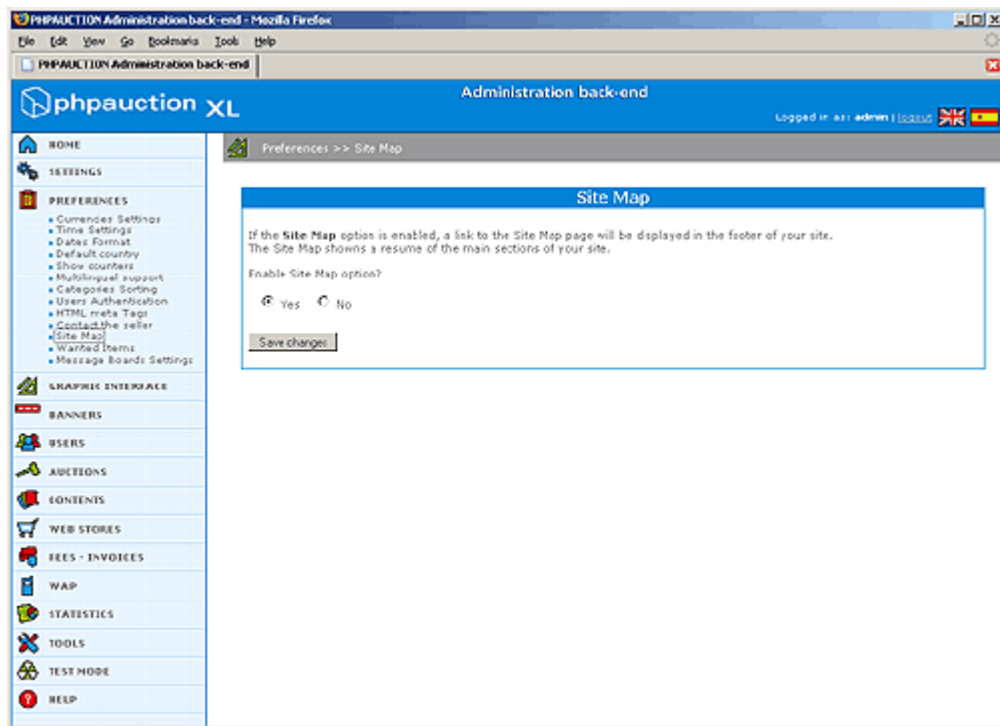 PHPAUCTION Administration back-end - Mozilla Firefox
File Edit View Go Bookmarks Tools Help
PHPAUCTION Administration back-end
phpauction XL
Administration back-end
Logged in as: admin | logout
HOME
SETTINGS
PREFERENCES
Currencies Settings
Time Settings
Dates Format
Default country
Show counters
Multilingual support
Categories Sorting
Users Authentication
HTML meta Tags
Contact the seller
Site Map
Wanted Items
Message Boards Settings
GRAPHIC INTERFACE
BANNERS
USERS
AUCTIONS
CONTENTS
WEB STORES
FEES - INVOICES
WAP
STATISTICS
TOOLS
TEST MODE
HELP
Preferences >> Site Map
Site Map
If the Site Map option is enabled, a link to the Site Map page will be displayed in the footer of your site.
The Site Map showns a resume of the main sections of your site.
Enable Site Map option?
Yes No
Save changes